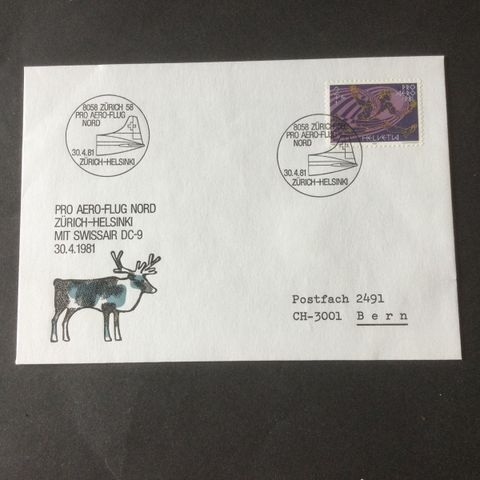 8058 ZÜRICH 58
PRO AERO-FLUG
NORD
30.4.81
ZÜRICH–HELSINKI
8058 ZÜRICH 58
PRO AERO-FLUG
NORD
30.4.81
ZÜRICH–HELSINKI
PRO
AERO
HELVETIA
PRO AERO-FLUG NORD
ZÜRICH–HELSINKI
MIT SWISSAIR DC-9
30.4.1981
Postfach 2491
CH-3001 Bern